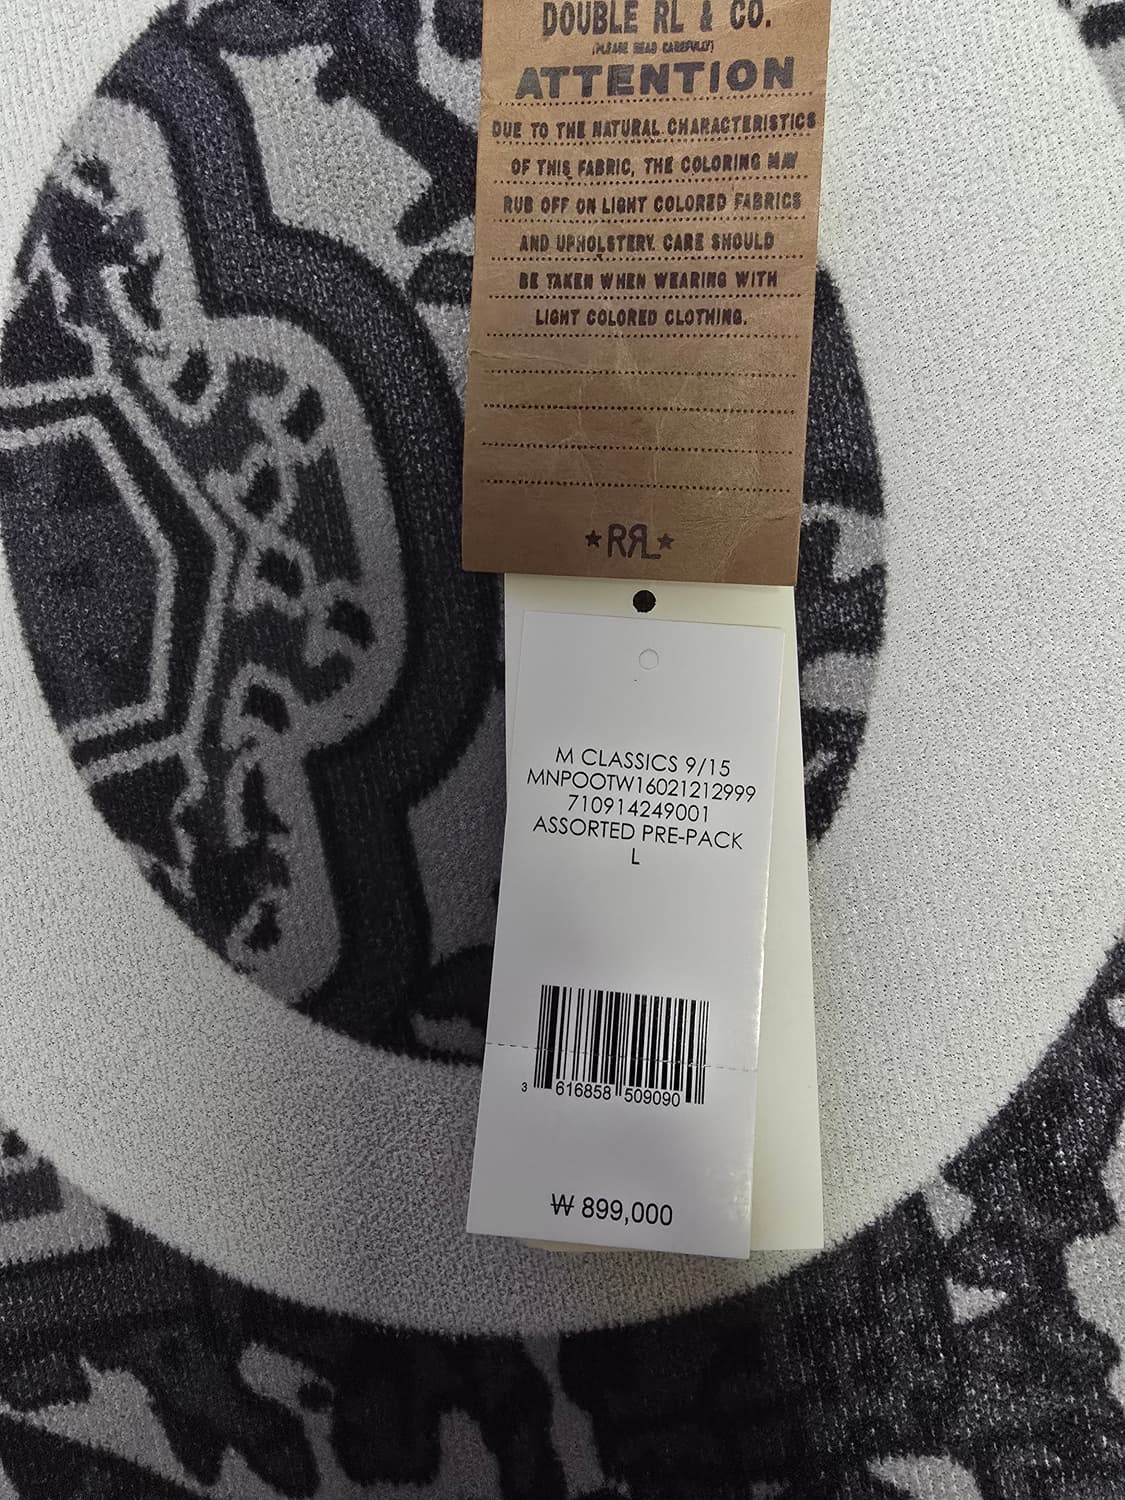 DOUBLE RL & CO.
(PLEASE READ CAREFULLY)
ATTENTION
DUE TO THE NATURAL CHARACTERISTICS
OF THIS FABRIC, THE COLORING MAY
RUB OFF ON LIGHT COLORED FABRICS
AND UPHOLSTERY. CARE SHOULD
BE TAKEN WHEN WEARING WITH
LIGHT COLORED CLOTHING.
★RRL★
M CLASSICS 9/15
MNPOOTW16021212999
710914249001
ASSORTED PRE-PACK
L
3 616858 509090
₩ 899,000